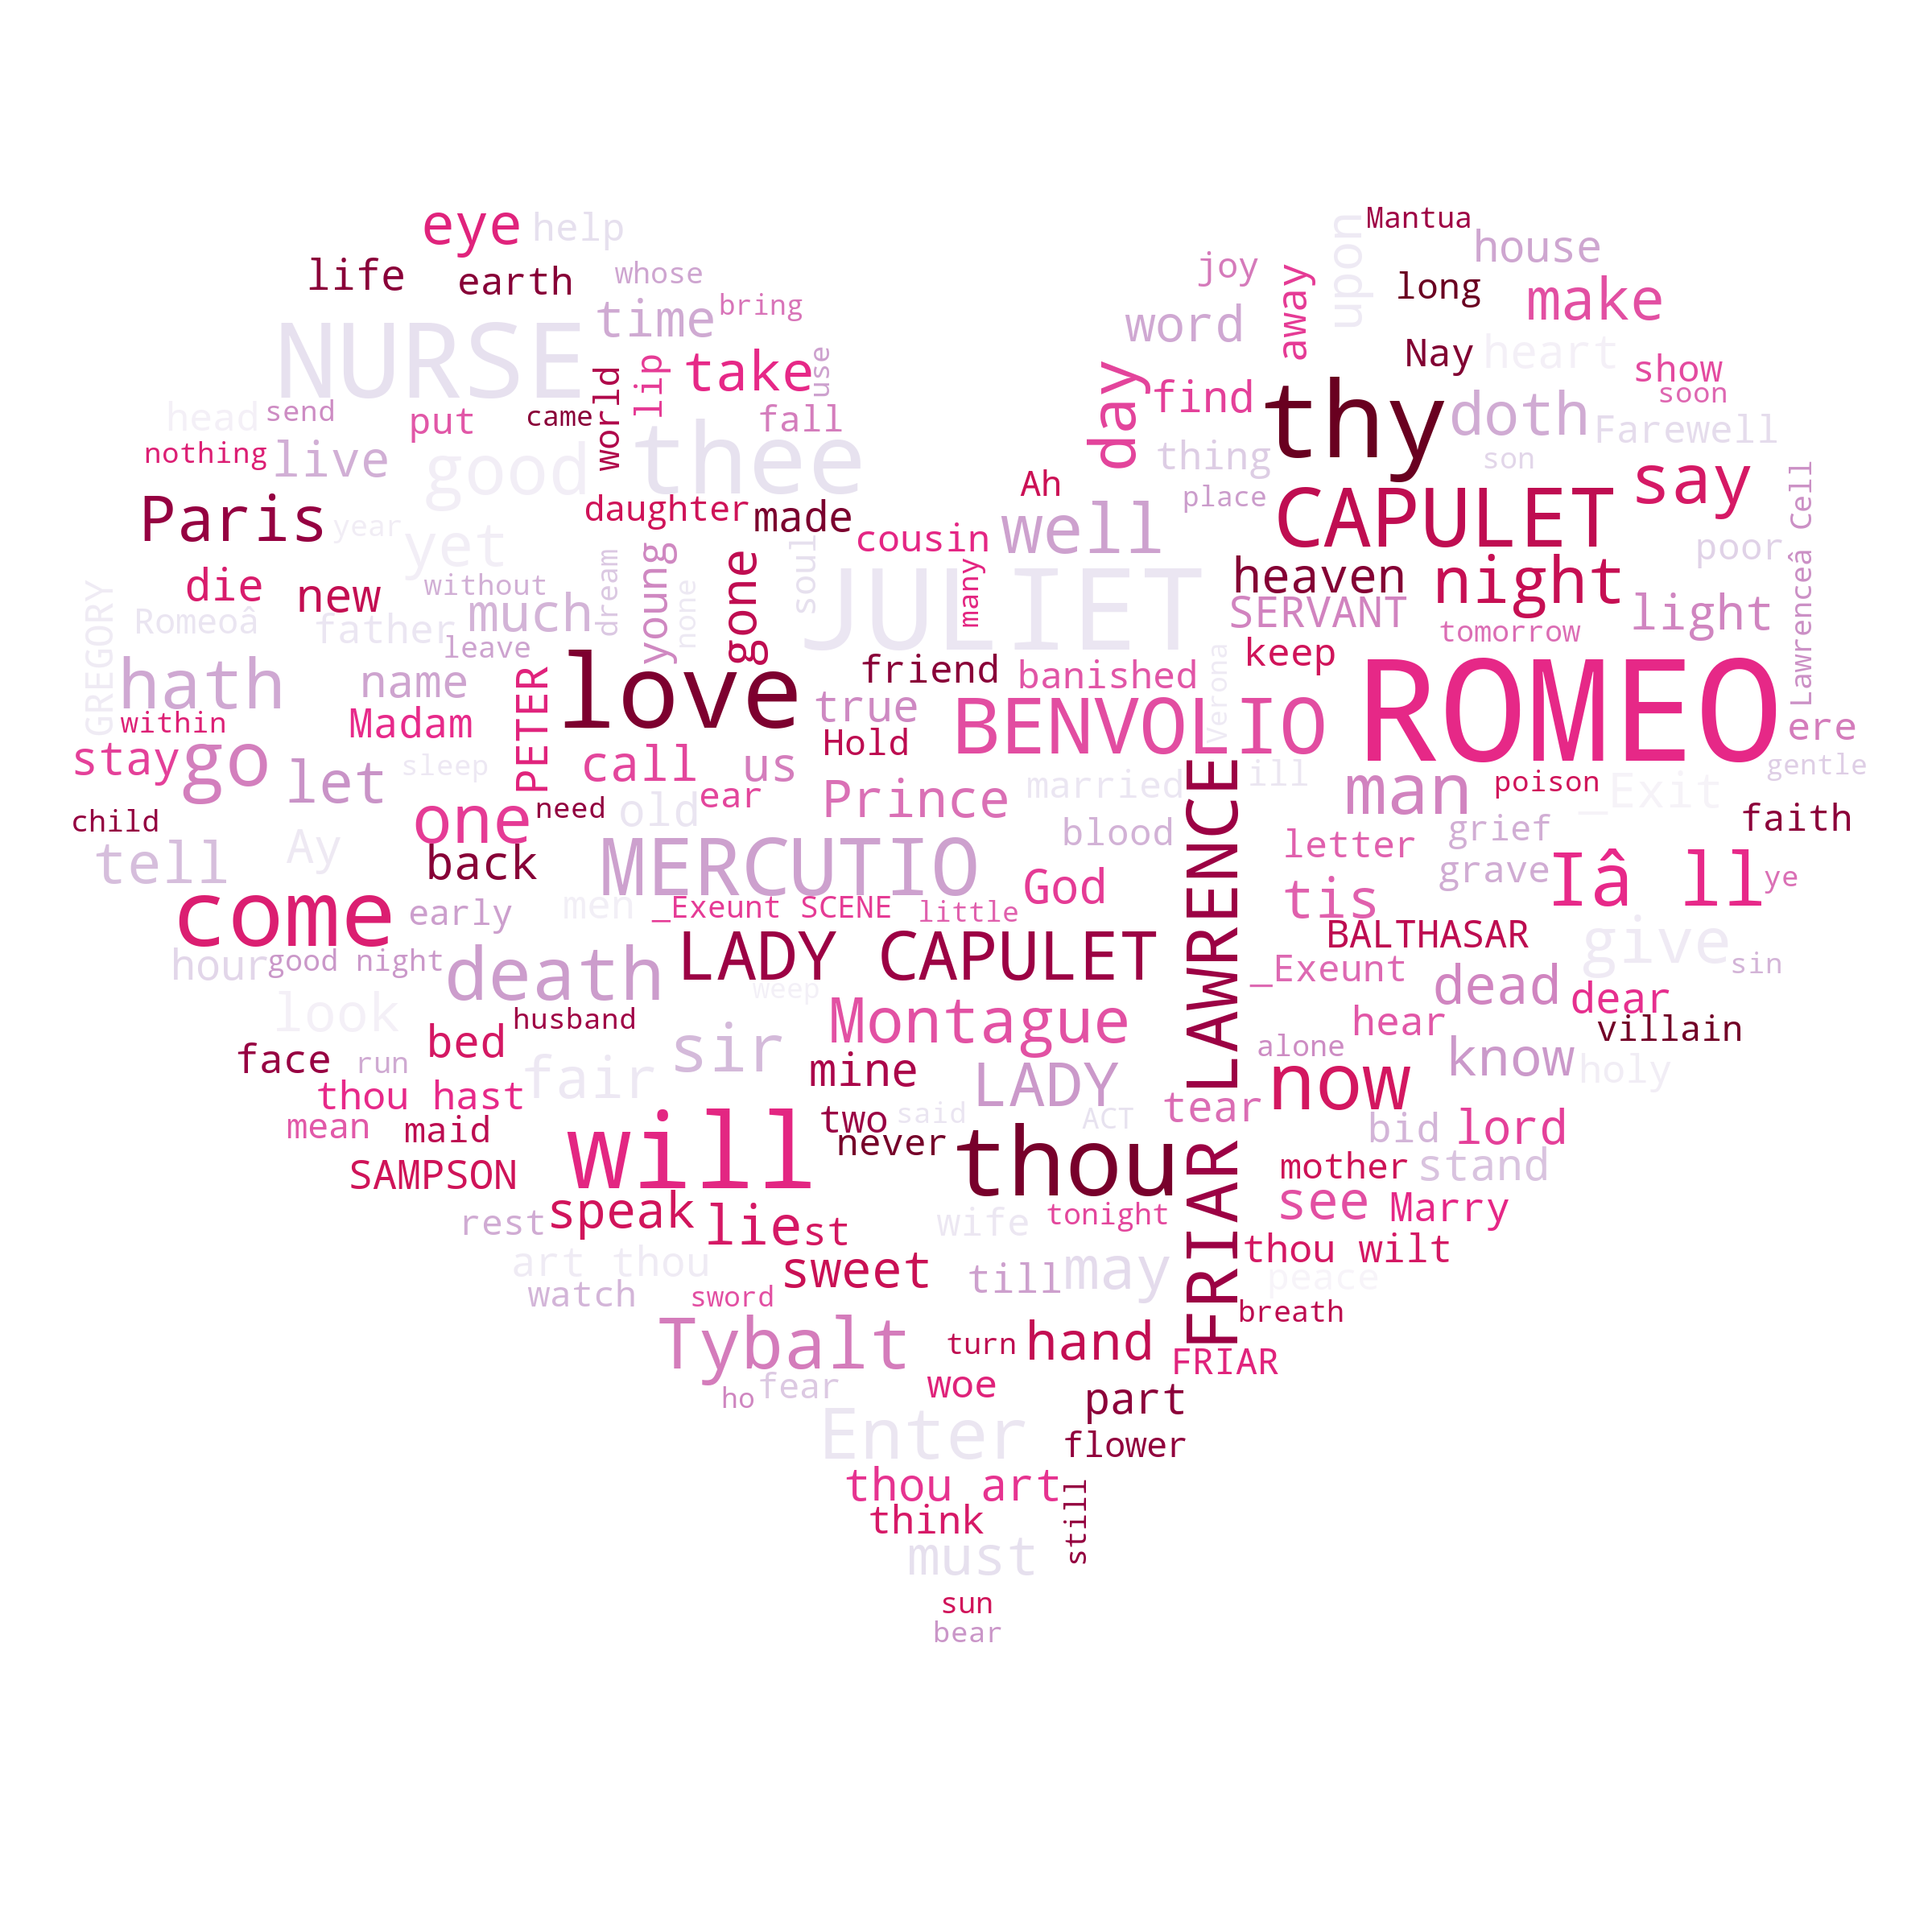 eye help Mantua
life earth whose joy away upon long house
NURSE time bring word make
take use lip world day find Nay heart show
head send put came fall thy doth Farewell soon
nothing live good thee thing son
Paris year yet daughter made Ah well place CAPULET say Lawrenceâ Cell
cousin soul many poor
die new without dream young none gone JULIET heaven night
GREGORY Romeoâ father much leave SERVANT tomorrow light
hath name PETER love friend banished keep Verona ROMEO
within Madam true BENVOLIO ere
stay go let sleep call us Hold gentle
child one need old ear Prince married ill man poison _Exit faith
tell Ay back MERCUTIO blood letter grief
come early men _Exeunt SCENE little God tis grave Iâ ll ye
hour good night death LADY CAPULET FRIAR LAWRENCE BALTHASAR give
weep _Exeunt dead dear sin
look husband Montague hear villain
face run bed sir mine alone know holy
thou hast fair LADY now
mean maid two said ACT tear bid lord
SAMPSON will never thou mother stand
rest speak lie st wife tonight see Marry
art thou sweet till may thou wilt
watch sword peace
Tybalt turn hand breath
ho fear woe FRIAR
Enter part
flower
thou art still
think
must
sun
bear